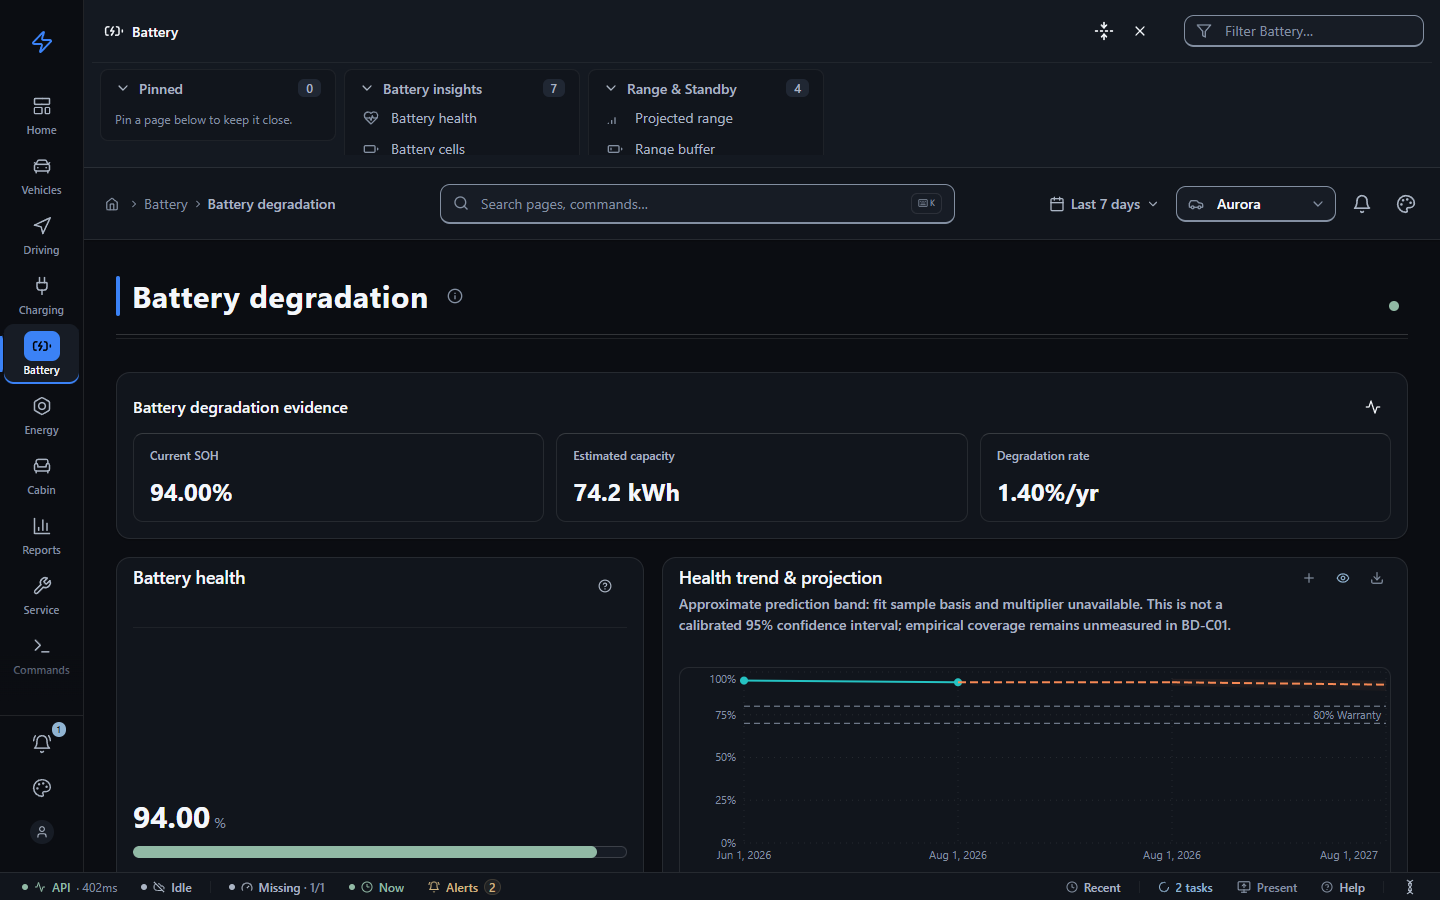 Battery
Filter Battery...
Pinned 0
Pin a page below to keep it close.
Battery insights 7
Battery health
Battery cells
Range & Standby 4
Projected range
Range buffer
Home
Vehicles
Driving
Charging
Battery
Energy
Cabin
Reports
Service
Commands
1
Battery > Battery degradation
Search pages, commands...
K
Last 7 days
Aurora
Battery degradation
Battery degradation evidence
Current SOH
94.00%
Estimated capacity
74.2 kWh
Degradation rate
1.40%/yr
Battery health
94.00 %
Health trend & projection
Approximate prediction band: fit sample basis and multiplier unavailable. This is not a
calibrated 95% confidence interval; empirical coverage remains unmeasured in BD-C01.
100%
75%
50%
25%
0%
80% Warranty
Jun 1, 2026
Aug 1, 2026
Aug 1, 2026
Aug 1, 2027
API · 402ms
Idle
Missing · 1/1
Now
Alerts 2
Recent
2 tasks
Present
Help